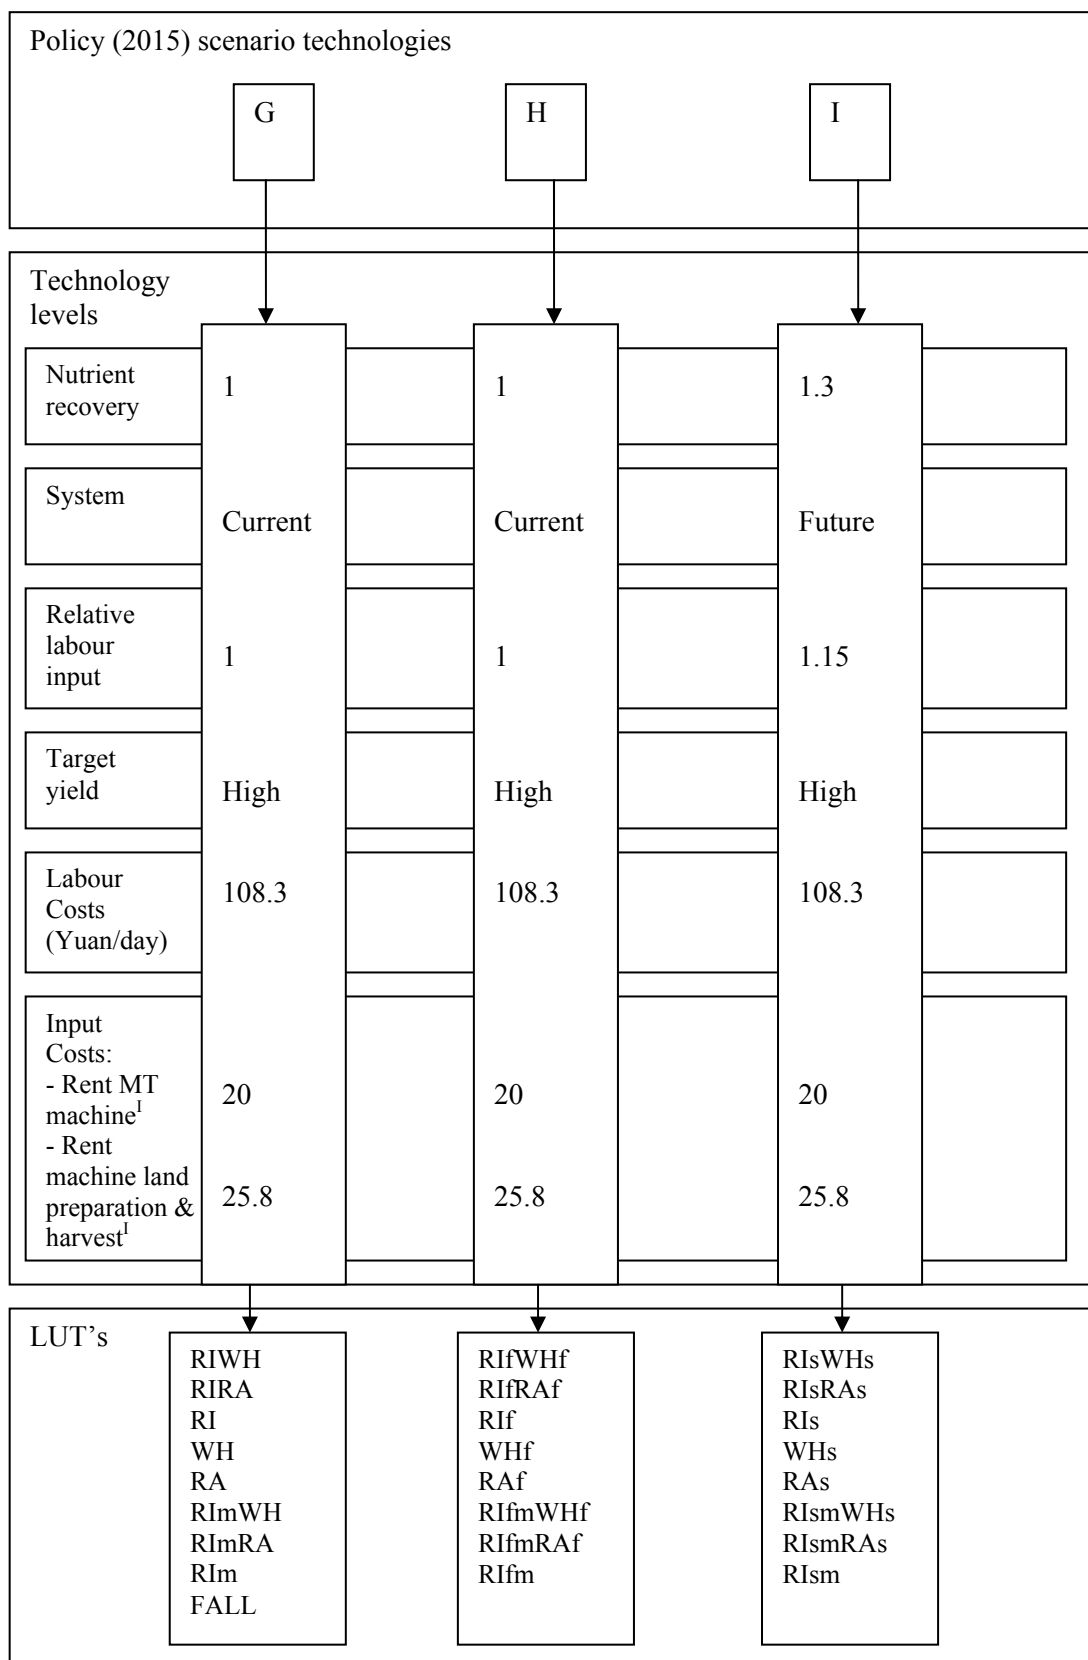 Policy (2015) scenario technologies
G
H
I
Technology
levels
Nutrient
recovery
1
1
1.3
System
Current
Current
Future
Relative
labour
input
1
1
1.15
Target
yield
High
High
High
Labour
Costs
(Yuan/day)
108.3
108.3
108.3
Input
Costs:
- Rent MT
machineᴵ
20
20
20
- Rent
machine land
preparation &
harvestᴵ
25.8
25.8
25.8
LUT’s
RIWH
RIRA
RI
WH
RA
RImWH
RImRA
RIm
FALL
RIfWHf
RIfRAf
RIf
WHf
RAf
RIfmWHf
RIfmRAf
RIfm
RIsWHs
RIsRAs
RIs
WHs
RAs
RIsmWHs
RIsmRAs
RIsm